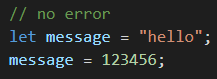 // no error
let message = "hello";
message = 123456;